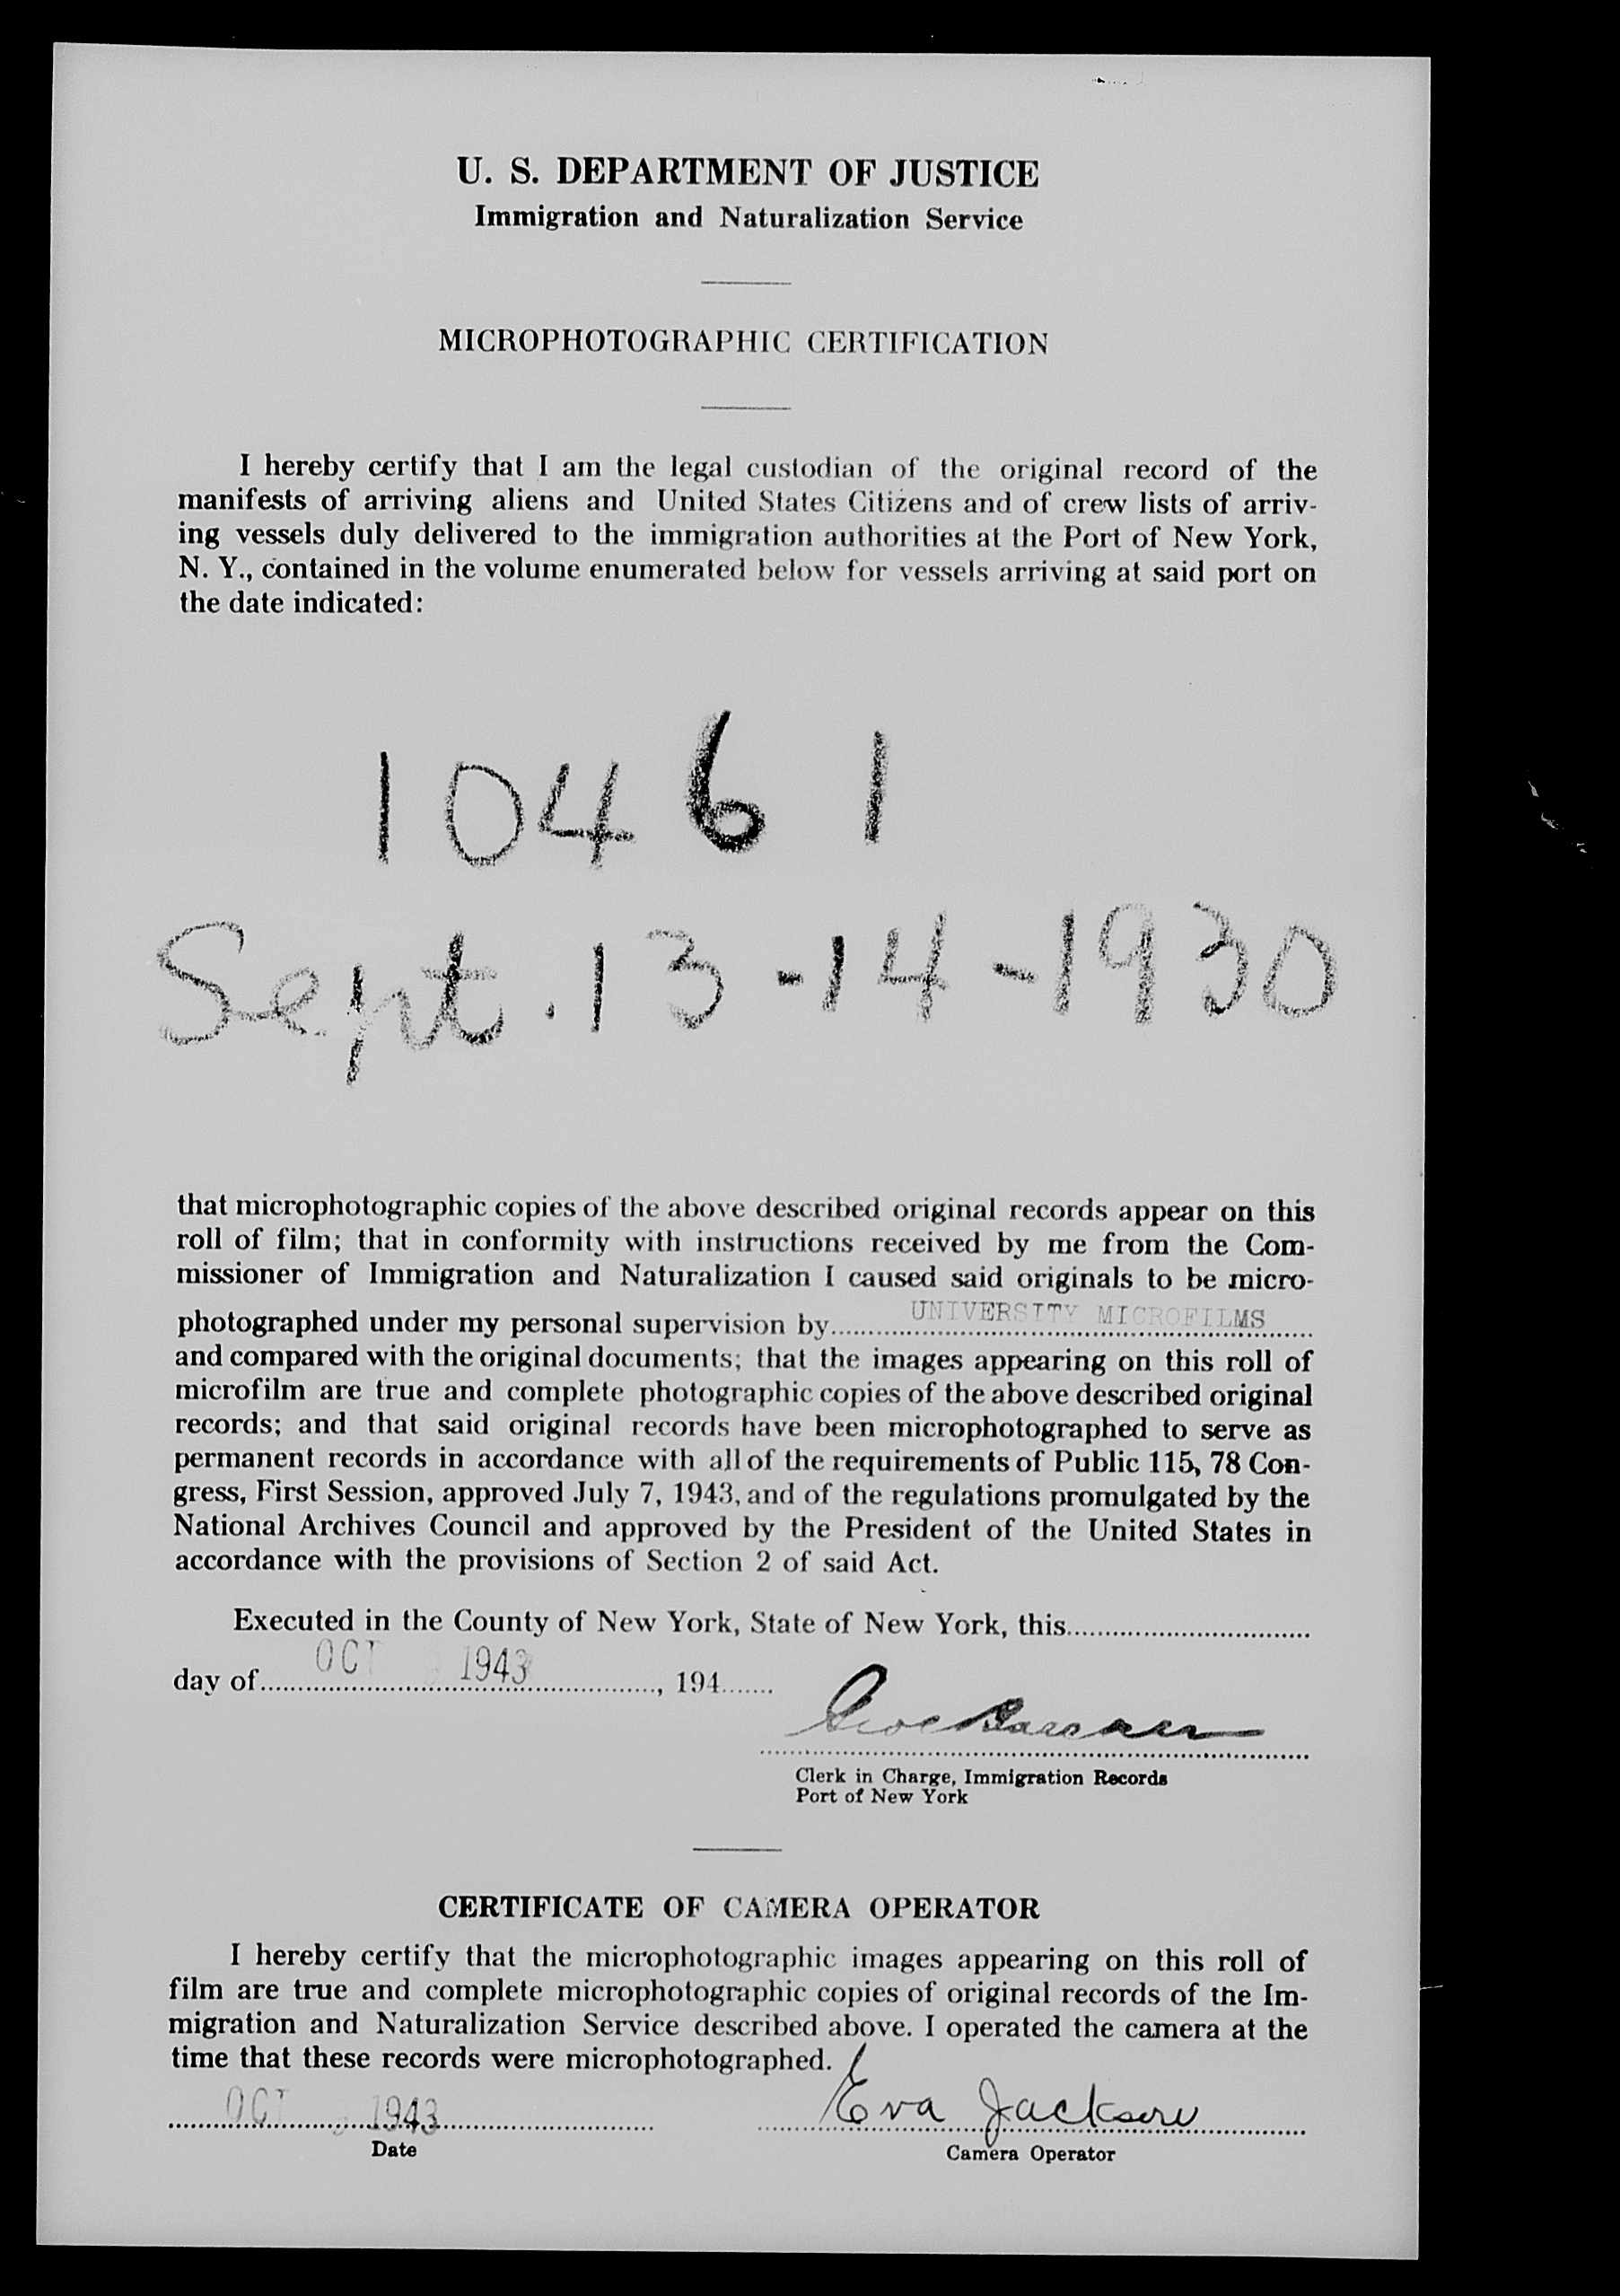 U. S. DEPARTMENT OF JUSTICE
Immigration and Naturalization Service
MICROPHOTOGRAPHIC CERTIFICATION
I hereby certify that I am the legal custodian of the original record of the
manifests of arriving aliens and United States Citizens and of crew lists of arriv-
ing vessels duly delivered to the immigration authorities at the Port of New York,
N. Y., contained in the volume enumerated below for vessels arriving at said port on
the date indicated:
10461
Sept. 13-14-1930
that microphotographic copies of the above described original records appear on this
roll of film; that in conformity with instructions received by me from the Com-
missioner of Immigration and Naturalization I caused said originals to be micro-
photographed under my personal supervision by UNIVERSITY MICROFILMS
and compared with the original documents; that the images appearing on this roll of
microfilm are true and complete photographic copies of the above described original
records; and that said original records have been microphotographed to serve as
permanent records in accordance with all of the requirements of Public 115, 78 Con-
gress, First Session, approved July 7, 1943, and of the regulations promulgated by the
National Archives Council and approved by the President of the United States in
accordance with the provisions of Section 2 of said Act.
Executed in the County of New York, State of New York, this
day of OCT 1943, 194
Clerk in Charge, Immigration Records
Port of New York
CERTIFICATE OF CAMERA OPERATOR
I hereby certify that the microphotographic images appearing on this roll of
film are true and complete microphotographic copies of original records of the Im-
migration and Naturalization Service described above. I operated the camera at the
time that these records were microphotographed.
OCT 1943 Eva Jackson
Date Camera Operator